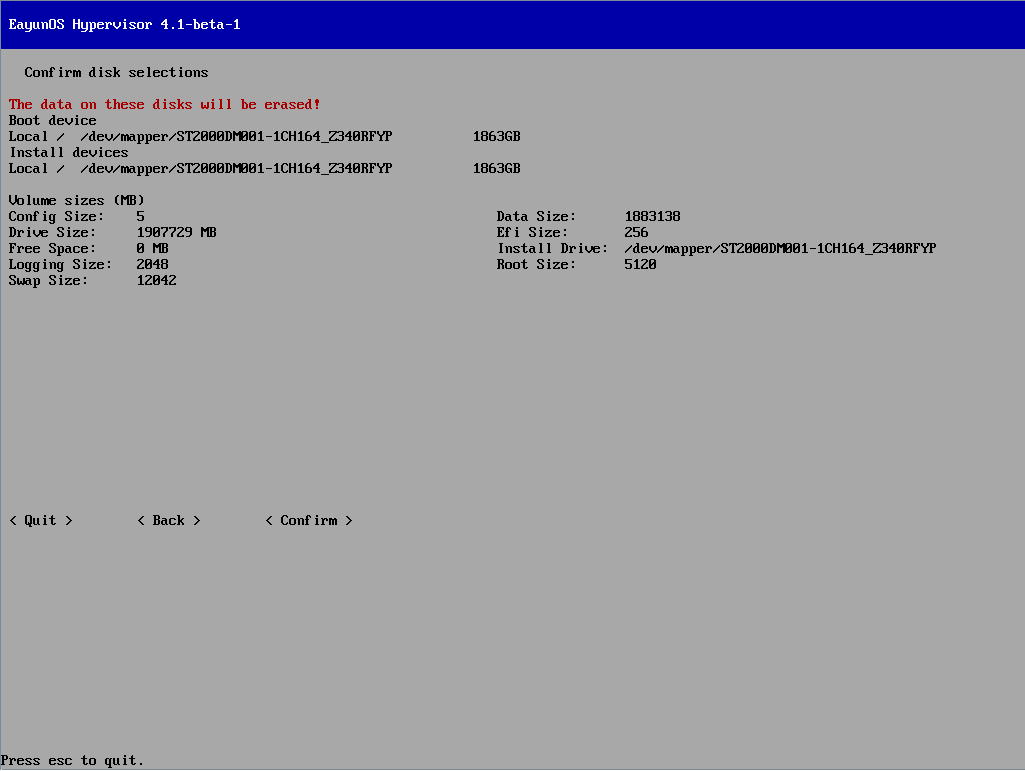 EayunOS Hypervisor 4.1-beta-1
Confirm disk selections
The data on these disks will be erased!
Boot device
Local / /dev/mapper/ST2000DM001-1CH164_Z340RFYP 1863GB
Install devices
Local / /dev/mapper/ST2000DM001-1CH164_Z340RFYP 1863GB
Volume sizes (MB)
Config Size: 5 Data Size: 1883138
Drive Size: 1907729 MB Efi Size: 256
Free Space: 0 MB Install Drive: /dev/mapper/ST2000DM001-1CH164_Z340RFYP
Logging Size: 2048 Root Size: 5120
Swap Size: 12042
< Quit > < Back > < Confirm >
Press esc to quit.